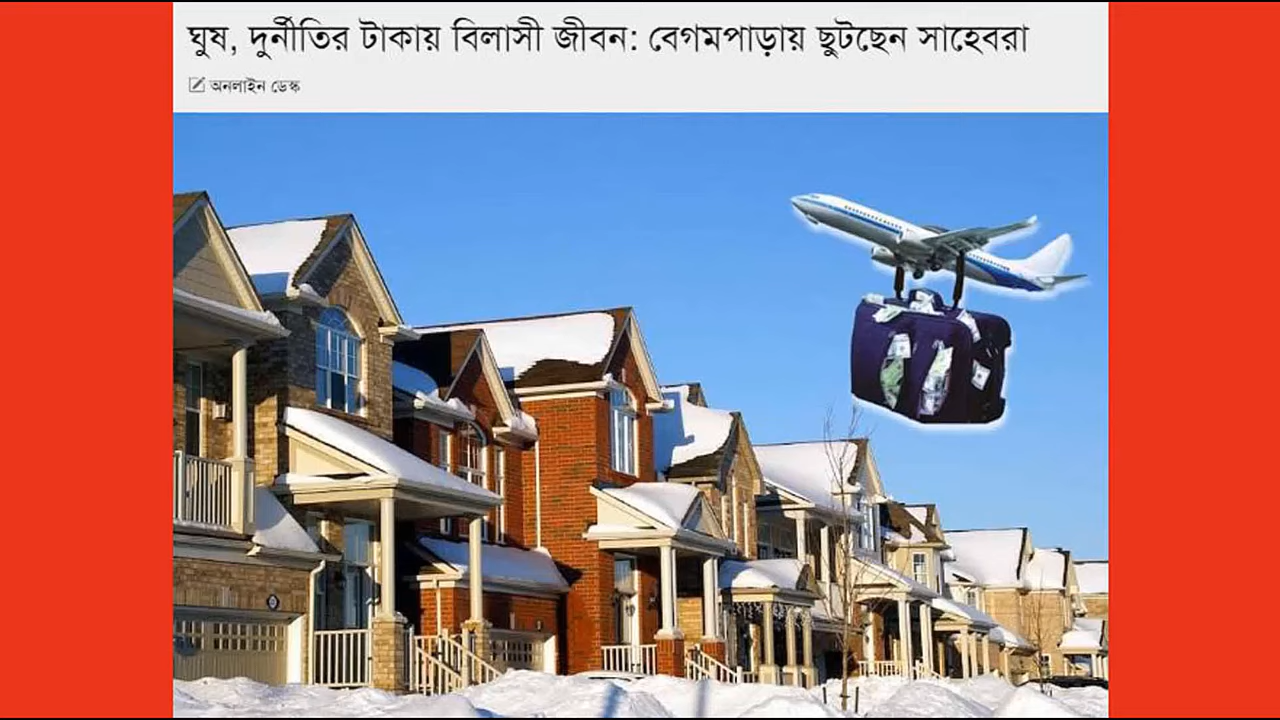 ঘুষ, দুর্নীতির টাকায় বিলাসী জীবন: বেগমপাড়ায় ছুটছেন সাহেবরা
অনলাইন ডেস্ক